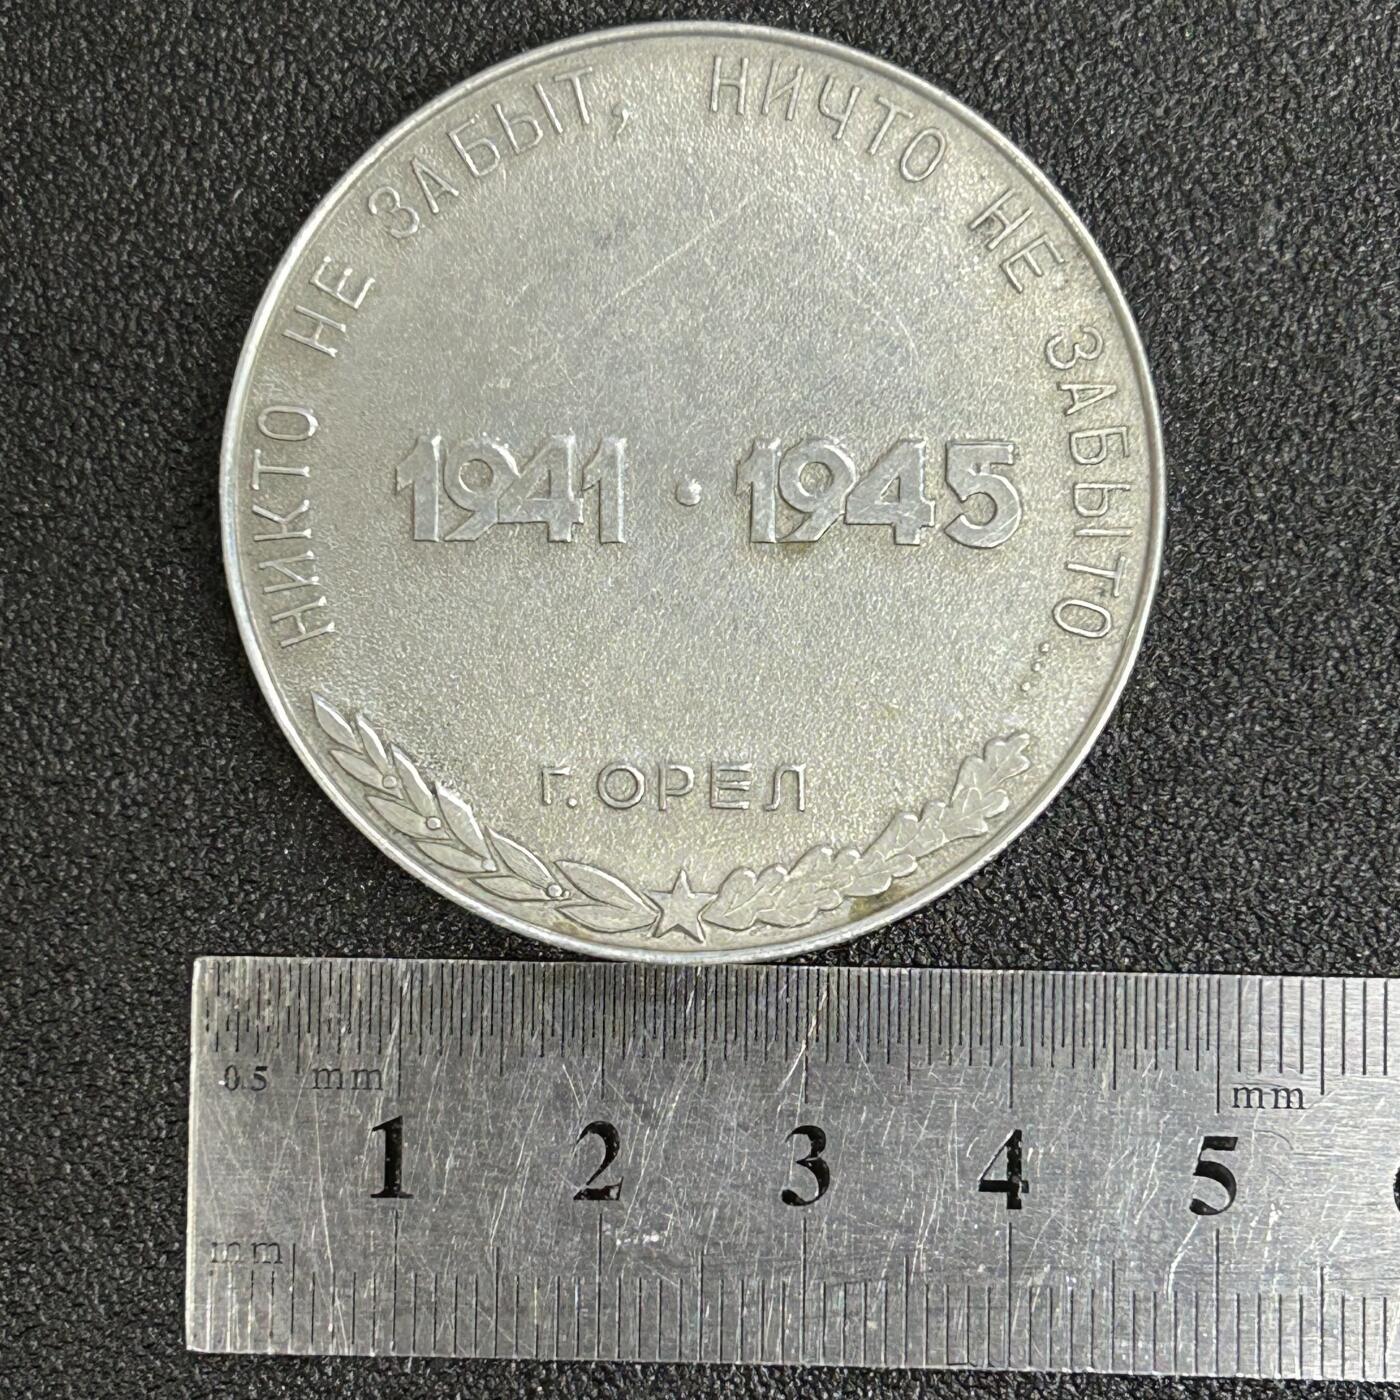 НИКТО НЕ ЗАБЫТ, НИЧТО НЕ ЗАБЫТО....
1941 · 1945
г. ОРЕЛ
0.5 mm
mm
1 2 3 4 5
mm